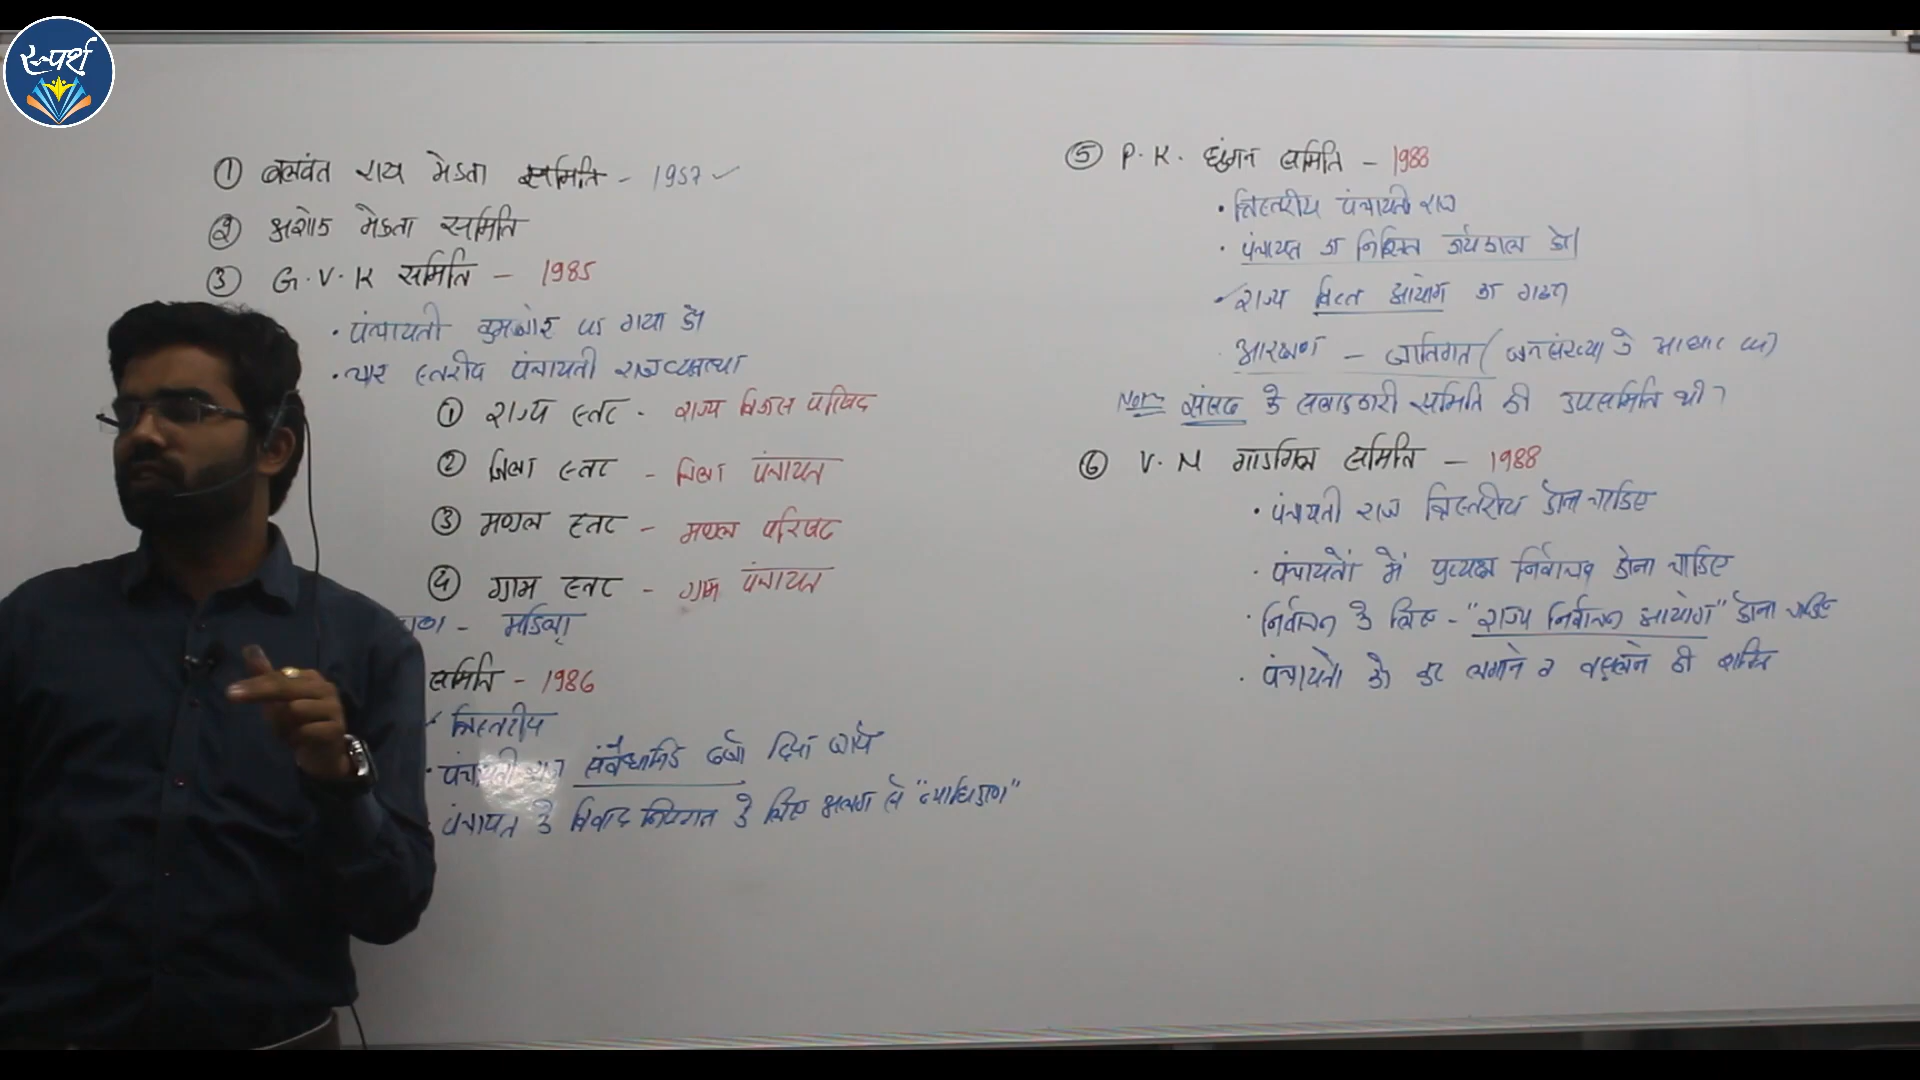 स्पर्श
① बलवंत राय मेहता समिति - 1957 ✓
② अशोक मेहता समिति
③ G.V.K समिति - 1985
• पंचायती कमजोर पड़ गया हो
• चार स्तरीय पंचायती राजव्यवस्था
① राज्य स्तर - राज्य विकास परिषद
② जिला स्तर - जिला पंचायत
③ मण्डल स्तर - मण्डल परिषद
④ ग्राम स्तर - ग्राम पंचायत
- महिला
समिति - 1986
त्रिस्तरीय
• पंचायती राज संवैधानिक दर्जा दिया जाये
• पंचायत के विवाद निपटान के लिए अलग से "न्यायाधिकरण"
⑤ P.K. थुंगन समिति - 1988
• त्रिस्तरीय पंचायती राज
• पंचायत का निश्चित कार्यकाल हो।
✓ राज्य वित्त आयोग का गठन
• आरक्षण - जातिगत (जनसंख्या के आधार पर)
Note संसद के सलाहकारी समिति की उपसमिति थी।
⑥ V.N गाडगिल समिति - 1988
• पंचायती राज त्रिस्तरीय होना चाहिए
• पंचायतों में प्रत्यक्ष निर्वाचन होना चाहिए
• निर्वाचन के लिए - "राज्य निर्वाचन आयोग" होना चाहिए
• पंचायतों को कर लगाने व वसूलने की शक्ति